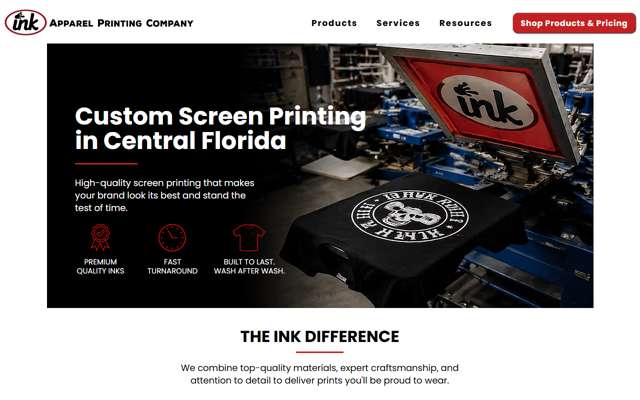 ink Apparel Printing Company
Products Services Resources Shop Products & Pricing
ink
Custom Screen Printing
in Central Florida
High-quality screen printing that makes
your brand look its best and stand the
test of time.
PREMIUM
QUALITY INKS
FAST
TURNAROUND
BUILT TO LAST.
WASH AFTER WASH.
THE INK DIFFERENCE
We combine top-quality materials, expert craftsmanship, and
attention to detail to deliver prints you'll be proud to wear.